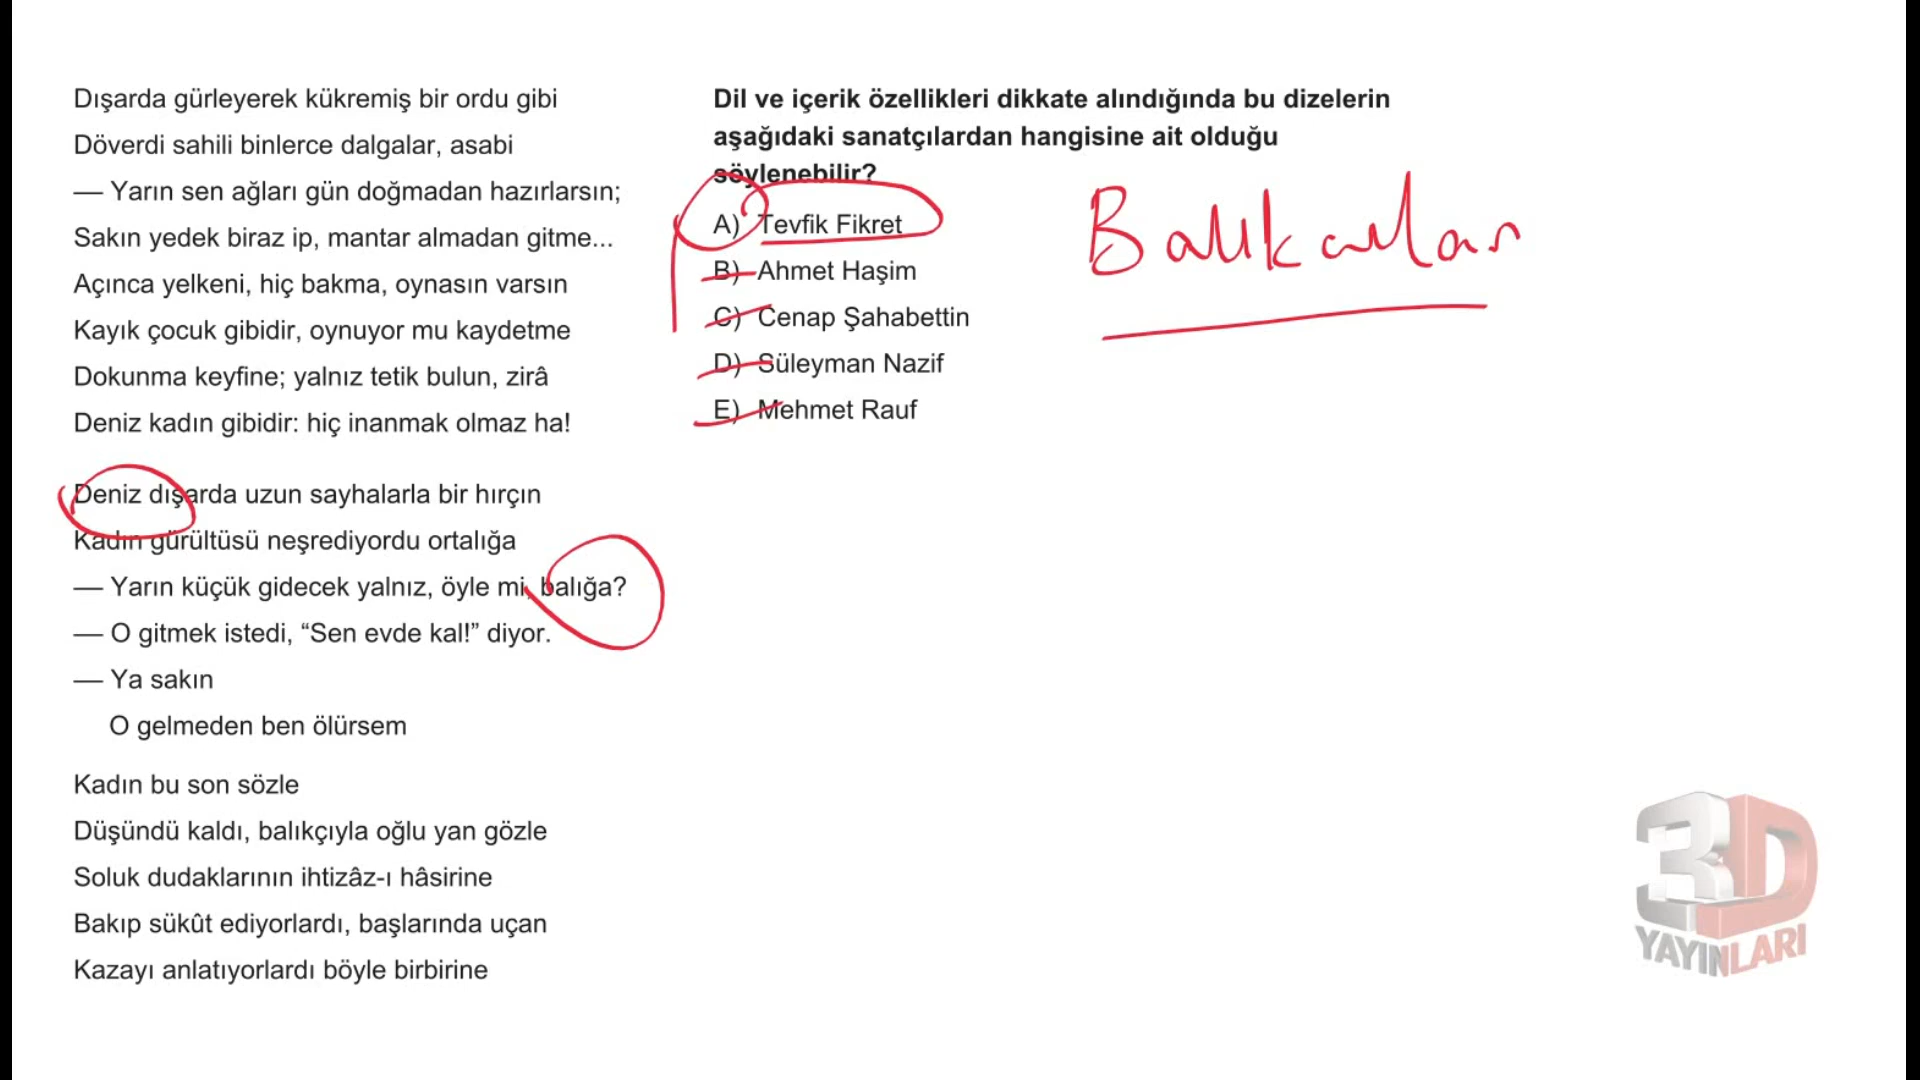 Dışarda gürleyerek kükremiş bir ordu gibi
Döverdi sahili binlerce dalgalar, asabi
— Yarın sen ağları gün doğmadan hazırlarsın;
Sakın yedek biraz ip, mantar almadan gitme...
Açınca yelkeni, hiç bakma, oynasın varsın
Kayık çocuk gibidir, oynuyor mu kaydetme
Dokunma keyfine; yalnız tetik bulun, zirâ
Deniz kadın gibidir: hiç inanmak olmaz ha!
Deniz dışarda uzun sayhalarla bir hırçın
Kadın gürültüsü neşrediyordu ortalığa
— Yarın küçük gidecek yalnız, öyle mi, balığa?
— O gitmek istedi, “Sen evde kal!” diyor.
— Ya sakın
O gelmeden ben ölürsem
Kadın bu son sözle
Düşündü kaldı, balıkçıyla oğlu yan gözle
Soluk dudaklarının ihtizâz-ı hâsirine
Bakıp sükût ediyorlardı, başlarında uçan
Kazayı anlatıyorlardı böyle birbirine
Dil ve içerik özellikleri dikkate alındığında bu dizelerin
aşağıdaki sanatçılardan hangisine ait olduğu
söylenebilir?
A) Tevfik Fikret
B) Ahmet Haşim
C) Cenap Şahabettin
D) Süleyman Nazif
E) Mehmet Rauf
Balıkçılar
3D
YAYINLARI